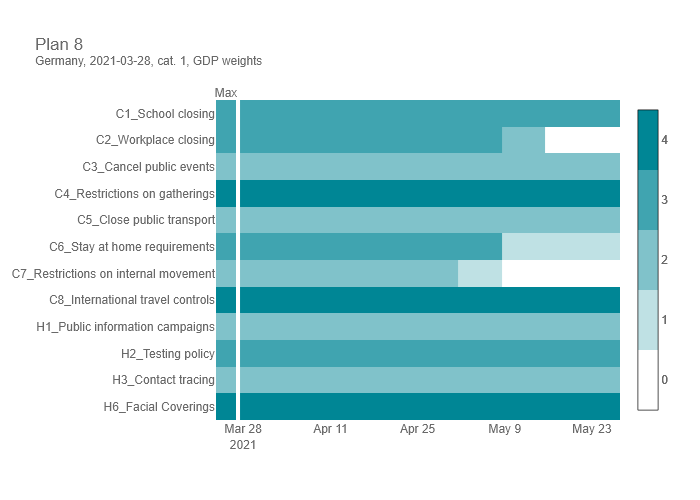 Plan 8
Germany, 2021-03-28, cat. 1, GDP weights
Max
C1_School closing
C2_Workplace closing
C3_Cancel public events
C4_Restrictions on gatherings
C5_Close public transport
C6_Stay at home requirements
C7_Restrictions on internal movement
C8_International travel controls
H1_Public information campaigns
H2_Testing policy
H3_Contact tracing
H6_Facial Coverings
Mar 28 Apr 11 Apr 25 May 9 May 23
2021
4
3
2
1
0